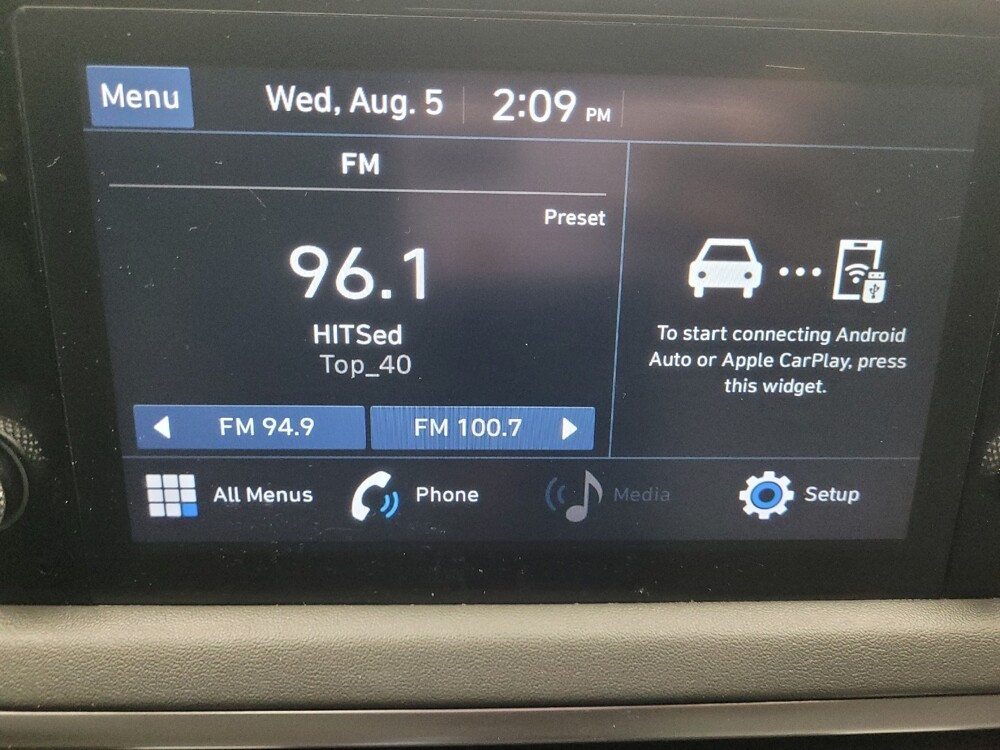 Menu
Wed, Aug. 5
2:09 PM
FM
Preset
96.1
HITSed
Top_40
FM 94.9
FM 100.7
To start connecting Android
Auto or Apple CarPlay, press
this widget.
All Menus
Phone
Media
Setup